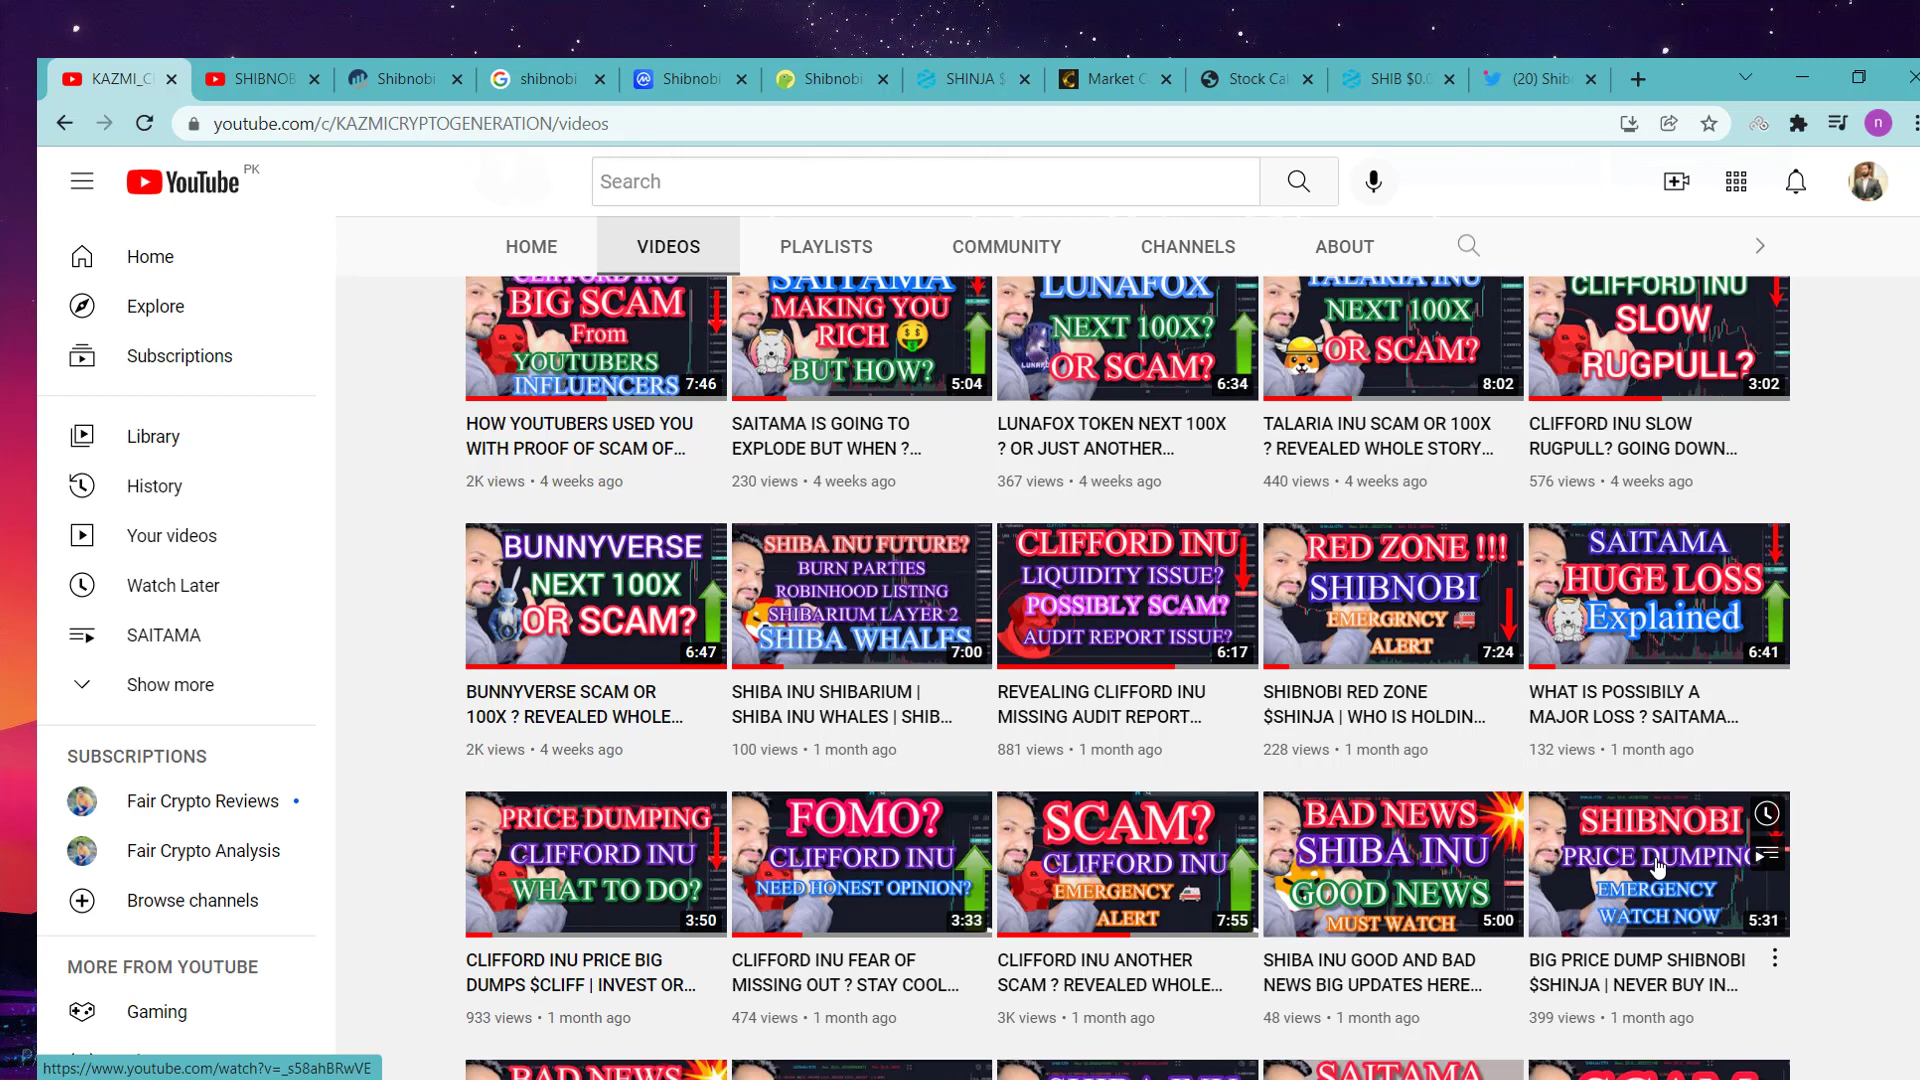 KAZMI_C
SHIBNOB
Shibnobi
shibnobi
Shibnobi
Shibnobi
SHINJA $
Market C
Stock Cal
SHIB $0.0
(20) Shib
youtube.com/c/KAZMICRYPTOGENERATION/videos
n
YouTube PK
Search
HOME
VIDEOS
PLAYLISTS
COMMUNITY
CHANNELS
ABOUT
Home
Explore
Subscriptions
Library
History
Your videos
Watch Later
SAITAMA
Show more
SUBSCRIPTIONS
Fair Crypto Reviews
Fair Crypto Analysis
Browse channels
MORE FROM YOUTUBE
Gaming
CLIFFORD INU
BIG SCAM
From
YOUTUBERS
INFLUENCERS
7:46
HOW YOUTUBERS USED YOU
WITH PROOF OF SCAM OF...
2K views • 4 weeks ago
SAITAMA
MAKING YOU
RICH
BUT HOW?
5:04
SAITAMA IS GOING TO
EXPLODE BUT WHEN ?...
230 views • 4 weeks ago
LUNAFOX
NEXT 100X?
OR SCAM?
LUNAFO
6:34
LUNAFOX TOKEN NEXT 100X
? OR JUST ANOTHER...
367 views • 4 weeks ago
TALARIA INU
NEXT 100X
OR SCAM?
8:02
TALARIA INU SCAM OR 100X
? REVEALED WHOLE STORY...
440 views • 4 weeks ago
CLIFFORD INU
SLOW
RUGPULL?
3:02
CLIFFORD INU SLOW
RUGPULL? GOING DOWN...
576 views • 4 weeks ago
BUNNYVERSE
NEXT 100X
OR SCAM?
6:47
BUNNYVERSE SCAM OR
100X ? REVEALED WHOLE...
2K views • 4 weeks ago
SHIBA INU FUTURE?
BURN PARTIES
ROBINHOOD LISTING
SHIBARIUM LAYER 2
SHIBA WHALES
7:00
SHIBA INU SHIBARIUM |
SHIBA INU WHALES | SHIB...
100 views • 1 month ago
CLIFFORD INU
LIQUIDITY ISSUE?
POSSIBLY SCAM?
AUDIT REPORT ISSUE?
6:17
REVEALING CLIFFORD INU
MISSING AUDIT REPORT...
881 views • 1 month ago
RED ZONE !!!
SHIBNOBI
EMERGRNCY
ALERT
7:24
SHIBNOBI RED ZONE
$SHINJA | WHO IS HOLDIN...
228 views • 1 month ago
SAITAMA
HUGE LOSS
Explained
6:41
WHAT IS POSSIBILY A
MAJOR LOSS ? SAITAMA...
132 views • 1 month ago
PRICE DUMPING
CLIFFORD INU
WHAT TO DO?
3:50
CLIFFORD INU PRICE BIG
DUMPS $CLIFF | INVEST OR...
933 views • 1 month ago
FOMO?
CLIFFORD INU
NEED HONEST OPINION?
3:33
CLIFFORD INU FEAR OF
MISSING OUT ? STAY COOL...
474 views • 1 month ago
SCAM?
CLIFFORD INU
EMERGENCY
ALERT
7:55
CLIFFORD INU ANOTHER
SCAM ? REVEALED WHOLE...
3K views • 1 month ago
BAD NEWS
SHIBA INU
GOOD NEWS
MUST WATCH
5:00
SHIBA INU GOOD AND BAD
NEWS BIG UPDATES HERE...
48 views • 1 month ago
SHIBNOBI
PRICE DUMPING
EMERGENCY
WATCH NOW
5:31
BIG PRICE DUMP SHIBNOBI
$SHINJA | NEVER BUY IN...
399 views • 1 month ago
BAD NEWS
SAITAMA
https://www.youtube.com/watch?v=_s58ahBRwVE